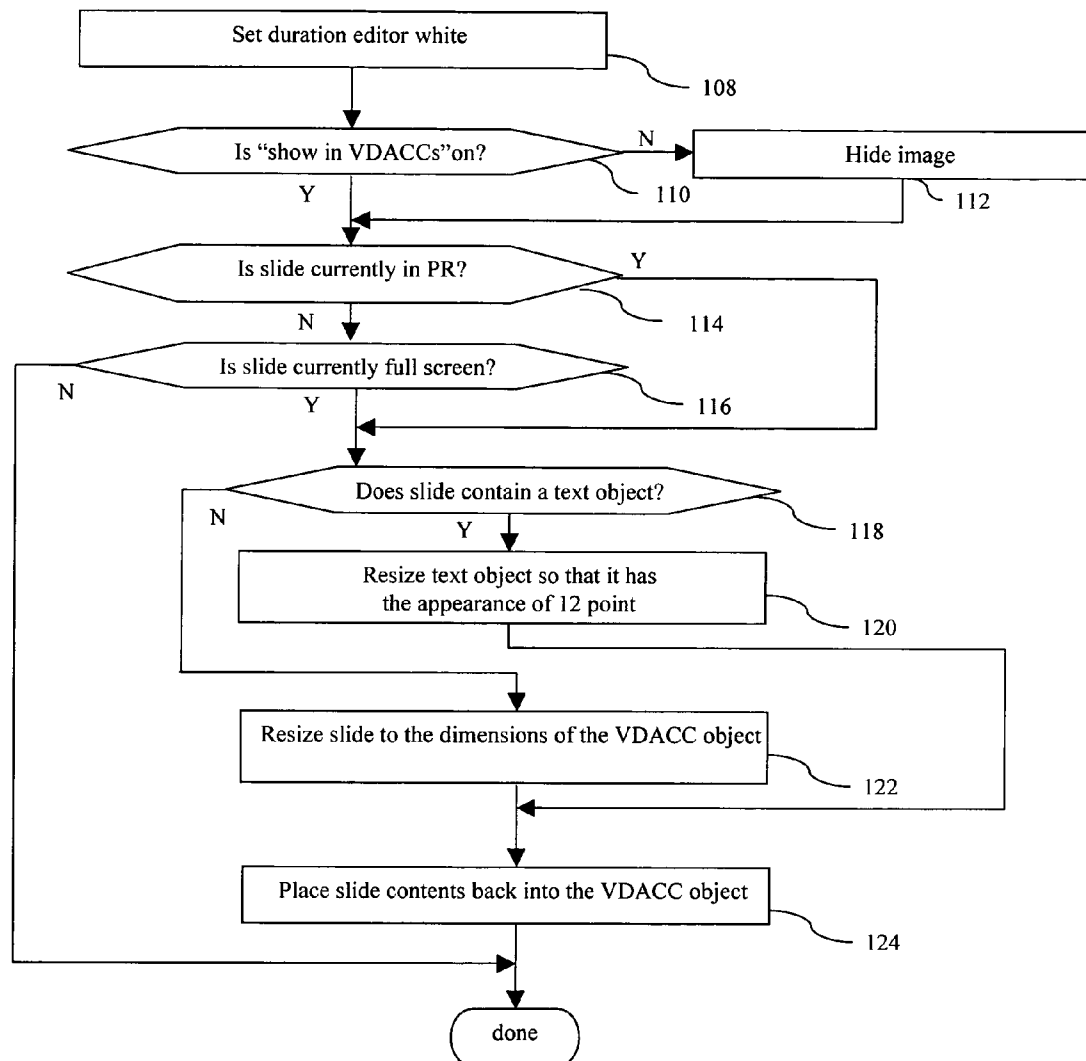 Set duration editor white
108
Is “show in VDACCs”on?
N
Hide image
Y
110
112
Is slide currently in PR?
Y
N
114
Is slide currently full screen?
N
Y
116
Does slide contain a text object?
N
Y
118
Resize text object so that it has
the appearance of 12 point
120
Resize slide to the dimensions of the VDACC object
122
Place slide contents back into the VDACC object
124
done